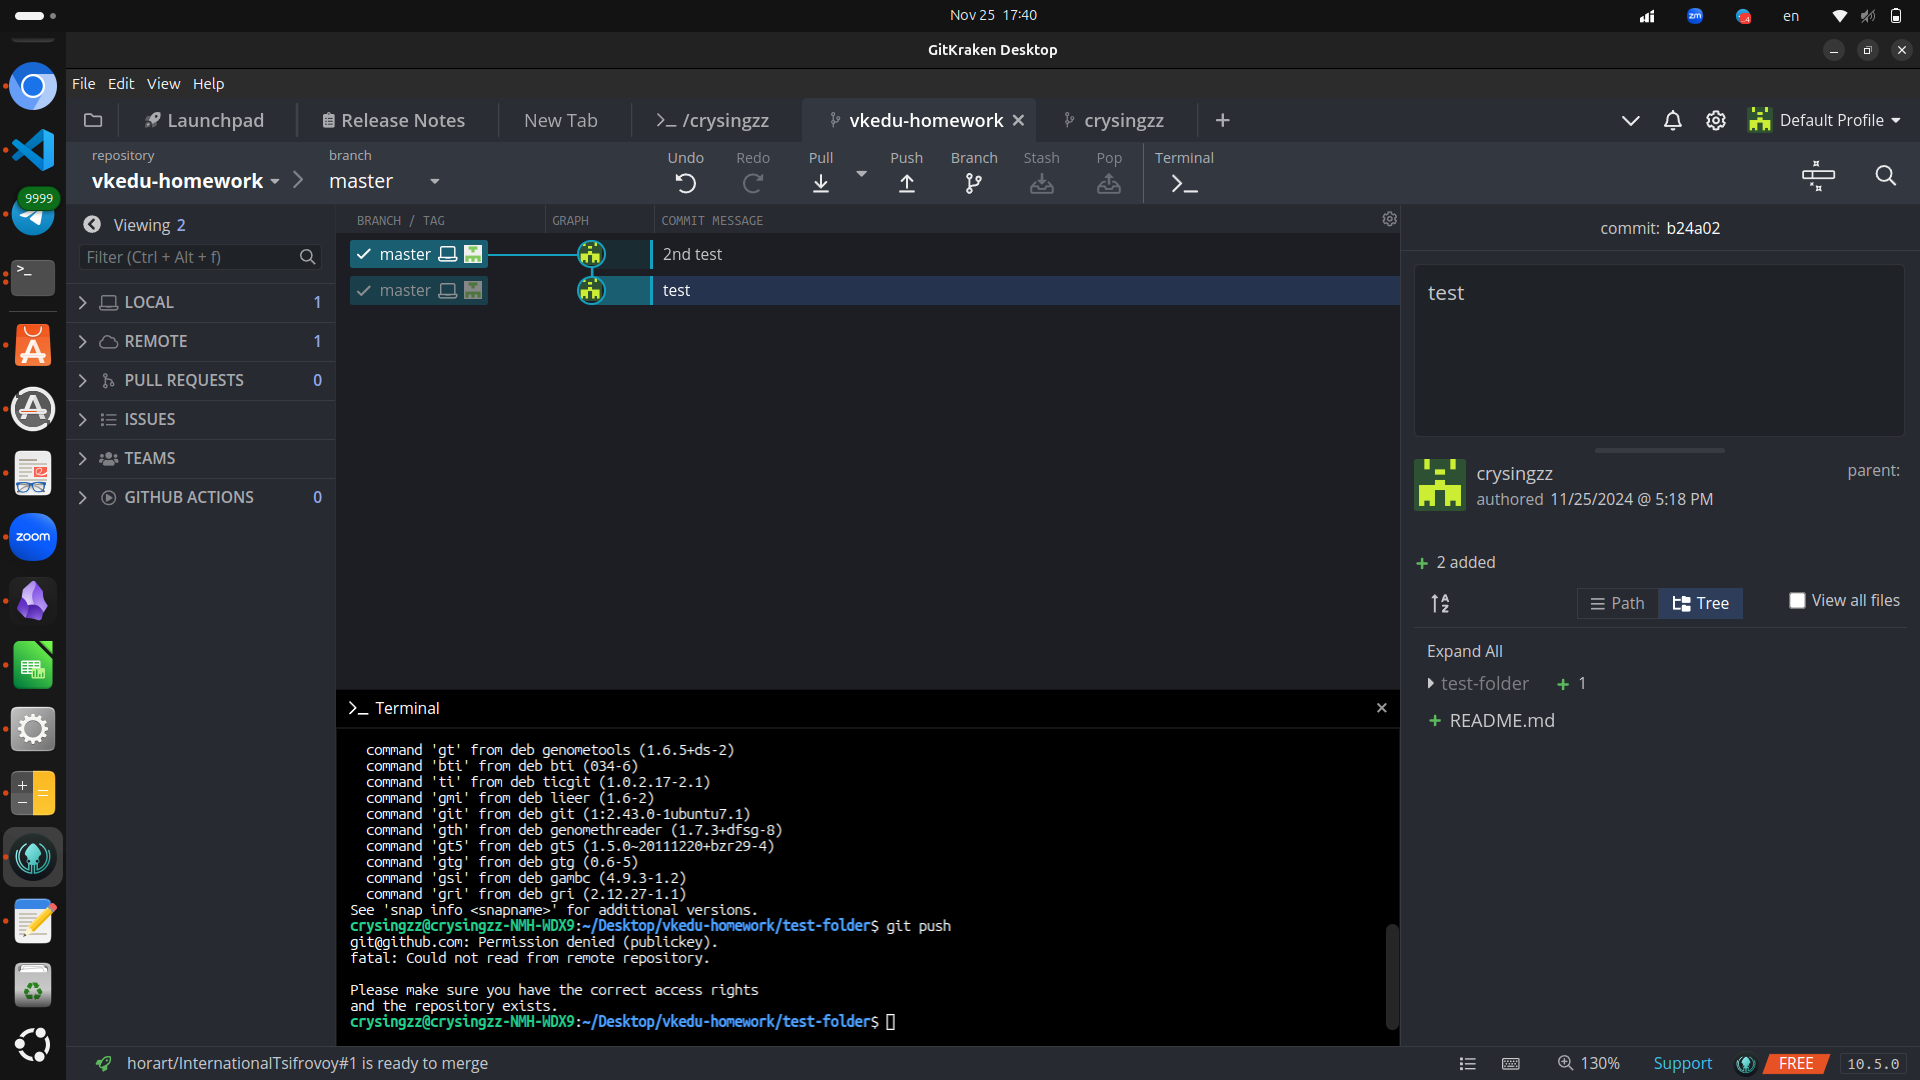 Nov 25 17:40
zm
en
GitKraken Desktop
File Edit View Help
Launchpad
Release Notes
New Tab
/crysingzz
vkedu-homework
crysingzz
Default Profile
repository
vkedu-homework
branch
master
Undo
Redo
Pull
Push
Branch
Stash
Pop
Terminal
9999
zoom
Viewing 2
Filter (Ctrl + Alt + f)
LOCAL 1
REMOTE 1
PULL REQUESTS 0
ISSUES
TEAMS
GITHUB ACTIONS 0
BRANCH / TAG
GRAPH
COMMIT MESSAGE
master
2nd test
master
test
commit: b24a02
test
crysingzz
authored 11/25/2024 @ 5:18 PM
parent:
+ 2 added
Path
Tree
View all files
Expand All
test-folder + 1
+ README.md
>_ Terminal
command 'gt' from deb genometools (1.6.5+ds-2)
command 'bti' from deb bti (034-6)
command 'ti' from deb ticgit (1.0.2.17-2.1)
command 'gmi' from deb lieer (1.6-2)
command 'git' from deb git (1:2.43.0-1ubuntu7.1)
command 'gth' from deb genomethreader (1.7.3+dfsg-8)
command 'gt5' from deb gt5 (1.5.0~20111220+bzr29-4)
command 'gtg' from deb gtg (0.6-5)
command 'gsi' from deb gambc (4.9.3-1.2)
command 'gri' from deb gri (2.12.27-1.1)
See 'snap info <snapname>' for additional versions.
crysingzz@crysingzz-NMH-WDX9:~/Desktop/vkedu-homework/test-folder$ git push
git@github.com: Permission denied (publickey).
fatal: Could not read from remote repository.
Please make sure you have the correct access rights
and the repository exists.
crysingzz@crysingzz-NMH-WDX9:~/Desktop/vkedu-homework/test-folder$
horart/InternationalTsifrovoy#1 is ready to merge
130%
Support
FREE
10.5.0